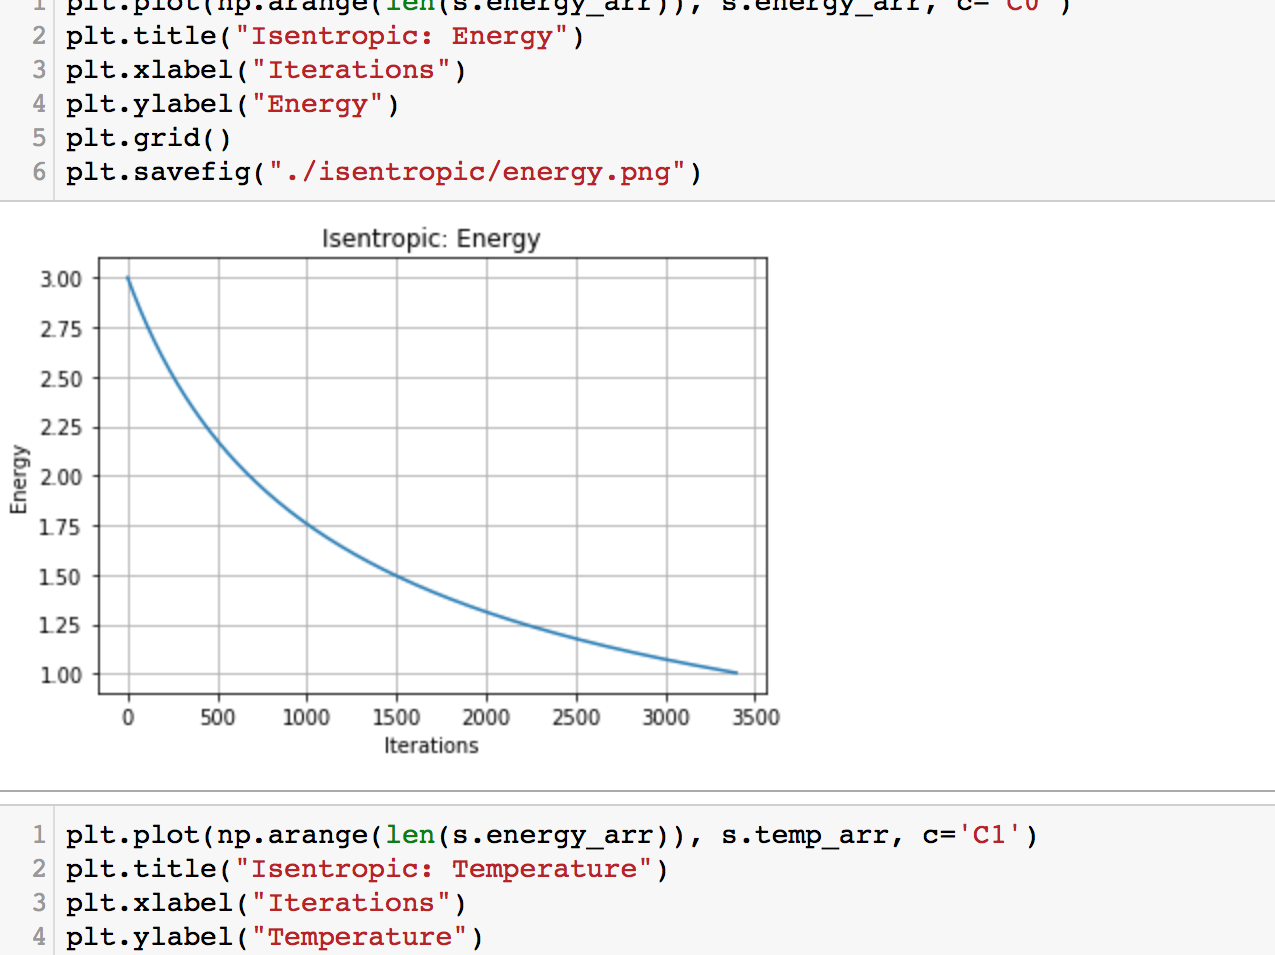 1 plt.plot(np.arange(len(s.energy_arr)), s.energy_arr, c='C0')
2 plt.title("Isentropic: Energy")
3 plt.xlabel("Iterations")
4 plt.ylabel("Energy")
5 plt.grid()
6 plt.savefig("./isentropic/energy.png")
Isentropic: Energy
3.00
2.75
2.50
2.25
2.00
1.75
1.50
1.25
1.00
Energy
0 500 1000 1500 2000 2500 3000 3500
Iterations
1 plt.plot(np.arange(len(s.energy_arr)), s.temp_arr, c='C1')
2 plt.title("Isentropic: Temperature")
3 plt.xlabel("Iterations")
4 plt.ylabel("Temperature")